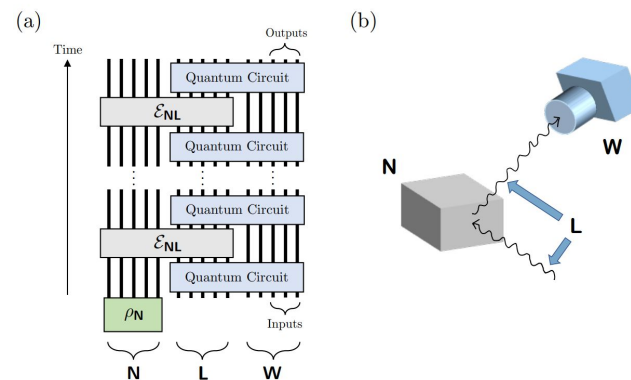 (a)
Time
Outputs
Quantum Circuit
ℰNL
Quantum Circuit
Quantum Circuit
ℰNL
Quantum Circuit
ρN
Inputs
N
L
W
(b)
W
N
L